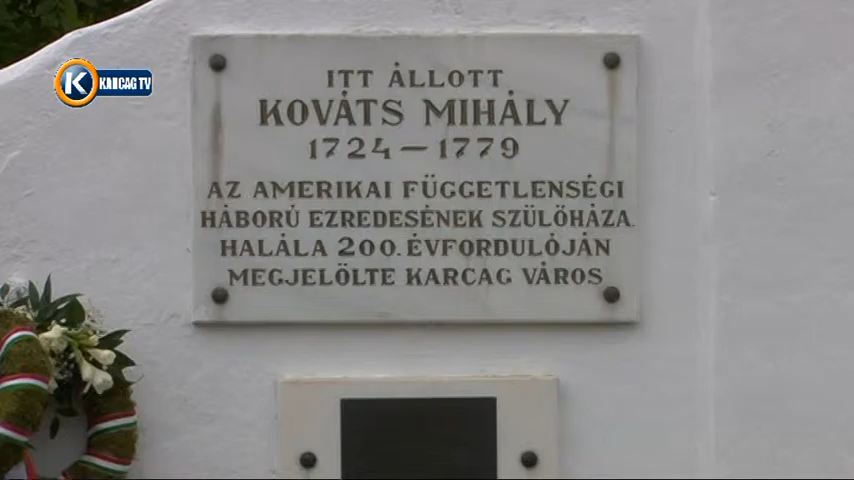 K KARCAG TV
ITT ÁLLOTT
KOVÁTS MIHÁLY
1724–1779
AZ AMERIKAI FÜGGETLENSÉGI
HÁBORÚ EZREDESÉNEK SZÜLŐHÁZA.
HALÁLA 200. ÉVFORDULÓJÁN
MEGJELÖLTE KARCAG VÁROS